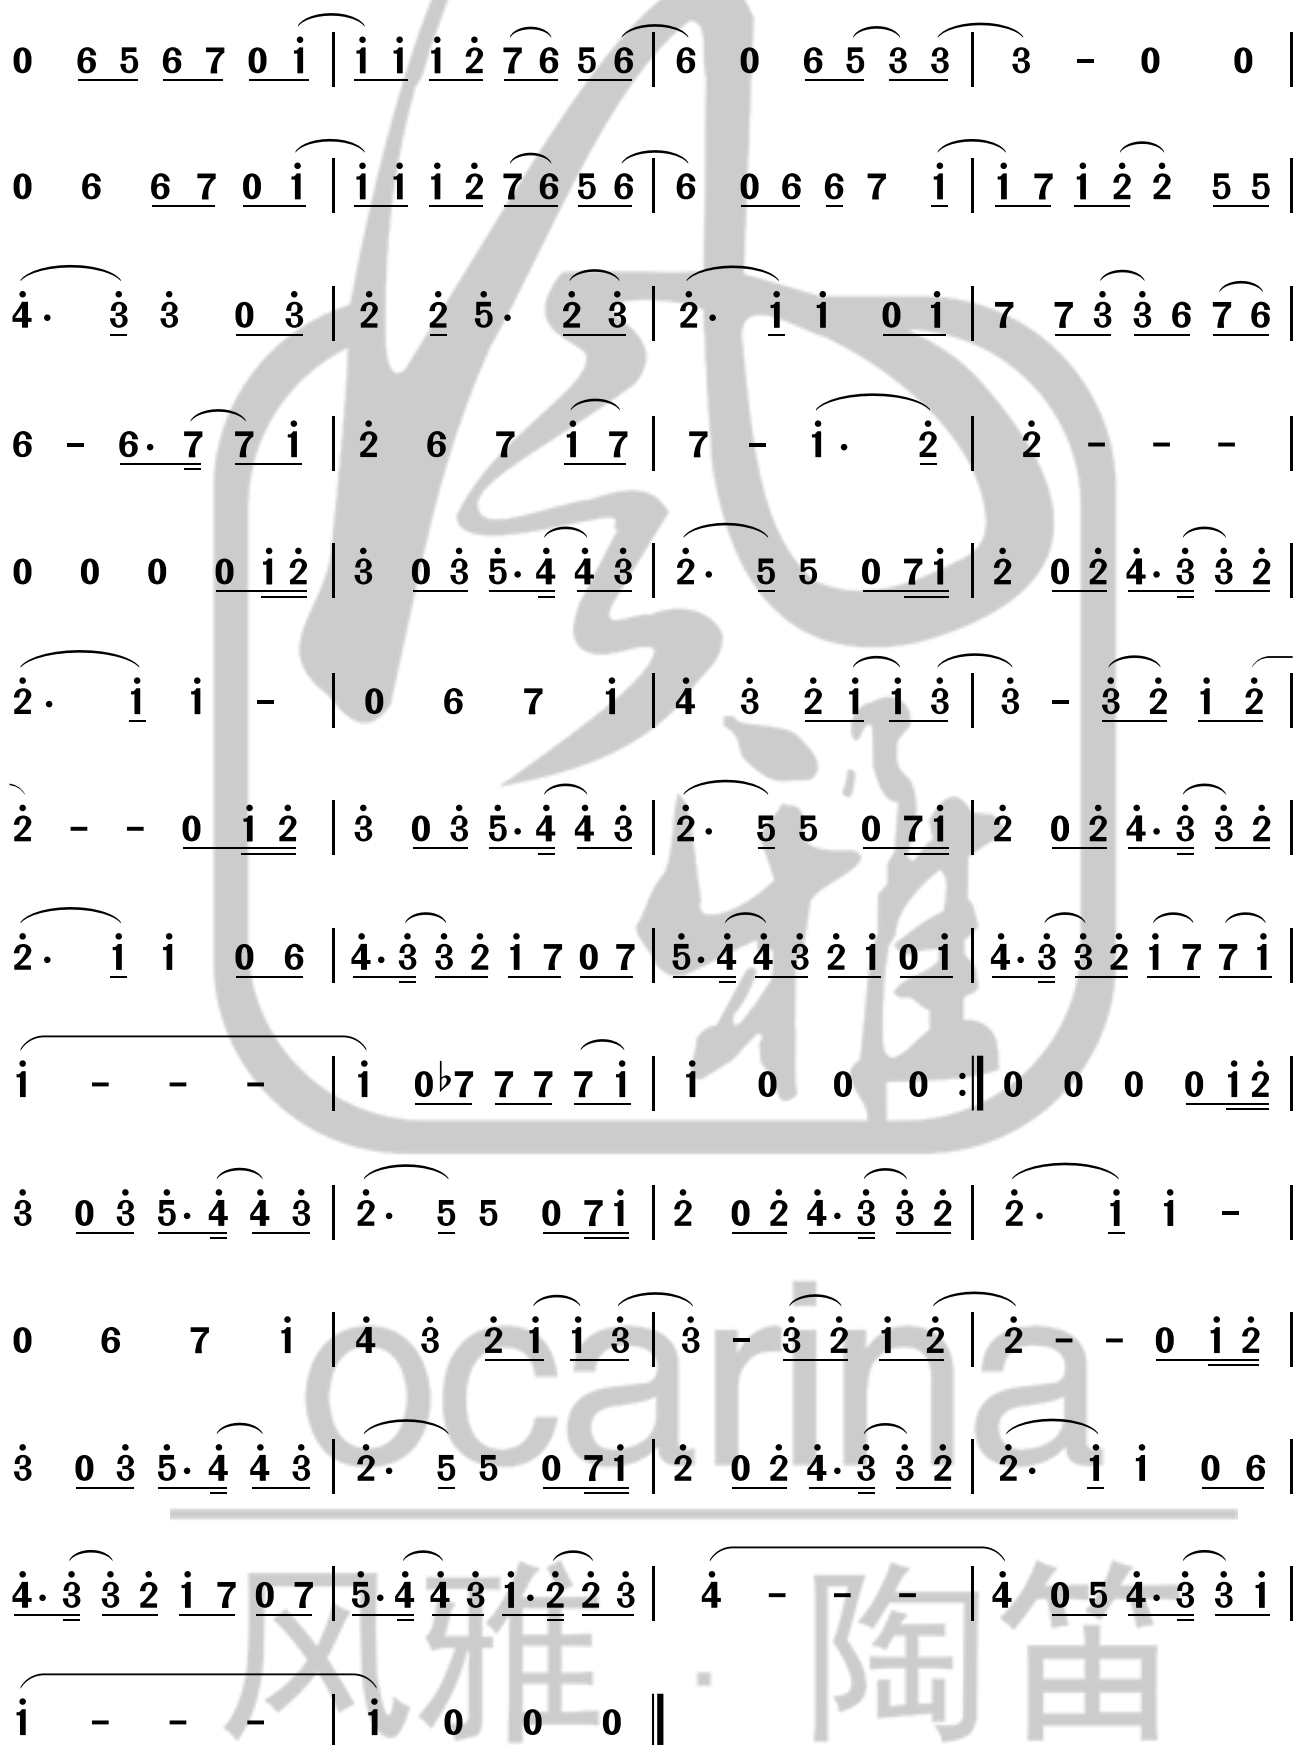 0 6 5 6 7 0 i̇ | i̇ i̇ i̇ 2̇ 7 6 5 6 | 6 0 6 5 3 3 | 3 - 0 0 |
0 6 6 7 0 i̇ | i̇ i̇ i̇ 2̇ 7 6 5 6 | 6 0 6 6 7 i̇ | i̇ 7 i̇ 2̇ 2̇ 5 5 |
4̇· 3̇ 3̇ 0 3̇ | 2̇ 2̇ 5̇· 2̇ 3̇ | 2̇· i̇ i̇ 0 i̇ | 7 7 3̇ 3̇ 6 7 6 |
6 - 6· 7 7 i̇ | 2̇ 6 7 i̇ 7 | 7 - i̇· 2̇ | 2̇ - - - |
0 0 0 0 i̇ 2̇ | 3̇ 0 3̇ 5̇· 4̇ 4̇ 3̇ | 2̇· 5 5 0 7 i̇ | 2̇ 0 2̇ 4̇· 3̇ 3̇ 2̇ |
2̇· i̇ i̇ - | 0 6 7 i̇ | 4̇ 3̇ 2̇ i̇ i̇ 3̇ | 3̇ - 3̇ 2̇ i̇ 2̇ |
2̇ - - 0 i̇ 2̇ | 3̇ 0 3̇ 5̇· 4̇ 4̇ 3̇ | 2̇· 5 5 0 7 i̇ | 2̇ 0 2̇ 4̇· 3̇ 3̇ 2̇ |
2̇· i̇ i̇ 0 6 | 4̇· 3̇ 3̇ 2̇ i̇ 7 0 7 | 5̇· 4̇ 4̇ 3̇ 2̇ i̇ 0 i̇ | 4̇· 3̇ 3̇ 2̇ i̇ 7 7 i̇ |
i̇ - - - | i̇ 0 ♭7 7 7 7 i̇ | i̇ 0 0 0 :‖ 0 0 0 0 i̇ 2̇ |
3̇ 0 3̇ 5̇· 4̇ 4̇ 3̇ | 2̇· 5 5 0 7 i̇ | 2̇ 0 2̇ 4̇· 3̇ 3̇ 2̇ | 2̇· i̇ i̇ - |
0 6 7 i̇ | 4̇ 3̇ 2̇ i̇ i̇ 3̇ | 3̇ - 3̇ 2̇ i̇ 2̇ | 2̇ - - 0 i̇ 2̇ |
ocarina
3̇ 0 3̇ 5̇· 4̇ 4̇ 3̇ | 2̇· 5 5 0 7 i̇ | 2̇ 0 2̇ 4̇· 3̇ 3̇ 2̇ | 2̇· i̇ i̇ 0 6 |
4̇· 3̇ 3̇ 2̇ i̇ 7 0 7 | 5̇· 4̇ 4̇ 3̇ i̇· 2̇ 2̇ 3̇ | 4̇ - - - | 4̇ 0 5 4̇· 3̇ 3̇ i̇ |
风雅 · 陶笛
i̇ - - - | i̇ 0 0 0 ‖